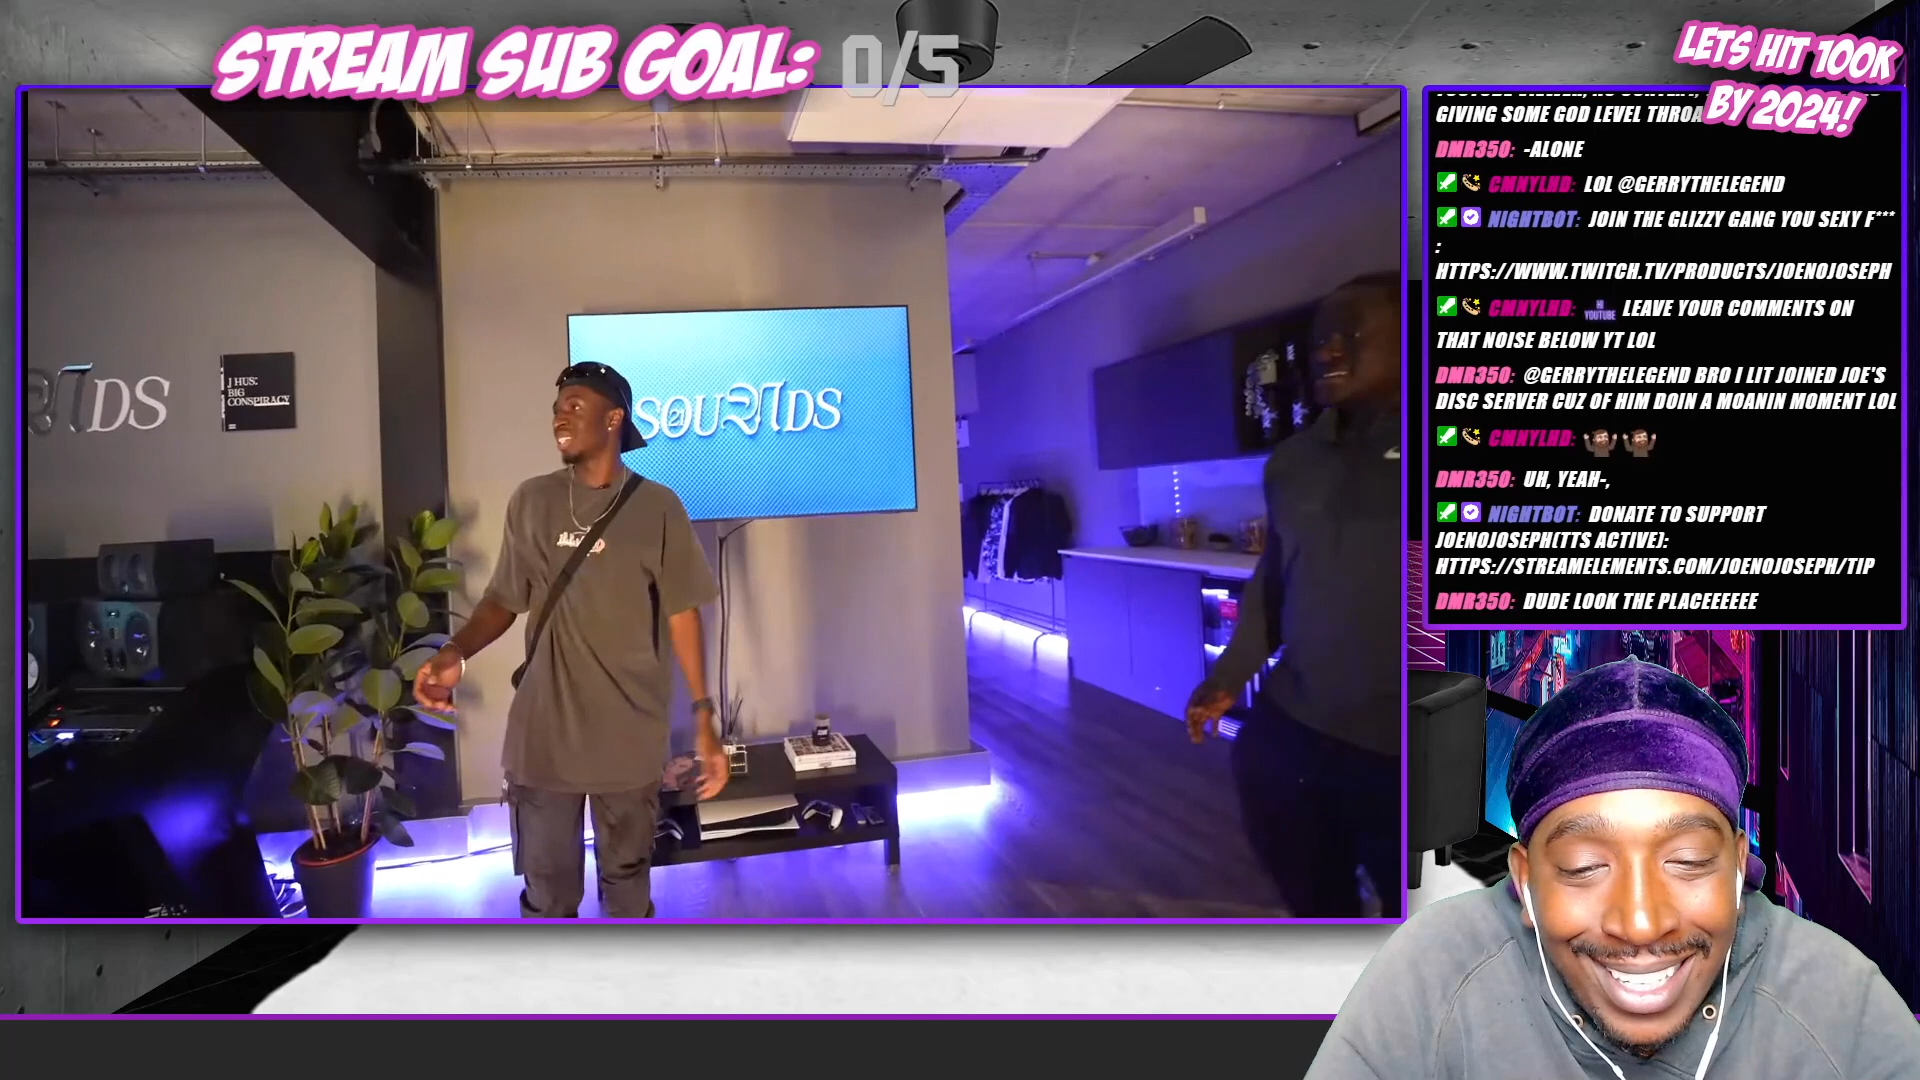 STREAM SUB GOAL: 0/5
LETS HIT 100K
BY 2024!
GIVING SOME GOD LEVEL
DMR350: -ALONE
CMNYLHD: LOL @GERRYTHELEGEND
NIGHTBOT: JOIN THE GLIZZY GANG YOU SEXY F***
:
HTTPS://WWW.TWITCH.TV/PRODUCTS/JOENOJOSEPH
CMNYLHD: HI YOUTUBE LEAVE YOUR COMMENTS ON
THAT NOISE BELOW YT LOL
DMR350: @GERRYTHELEGEND BRO I LIT JOINED JOE'S
DISC SERVER CUZ OF HIM DOIN A MOANIN MOMENT LOL
CMNYLHD:
DMR350: UH, YEAH-,
NIGHTBOT: DONATE TO SUPPORT
JOENOJOSEPH(TTS ACTIVE):
HTTPS://STREAMELEMENTS.COM/JOENOJOSEPH/TIP
DMR350: DUDE LOOK THE PLACEEEEEE
NDS
J HUS:
BIG
CONSPIRACY
SOUNDS